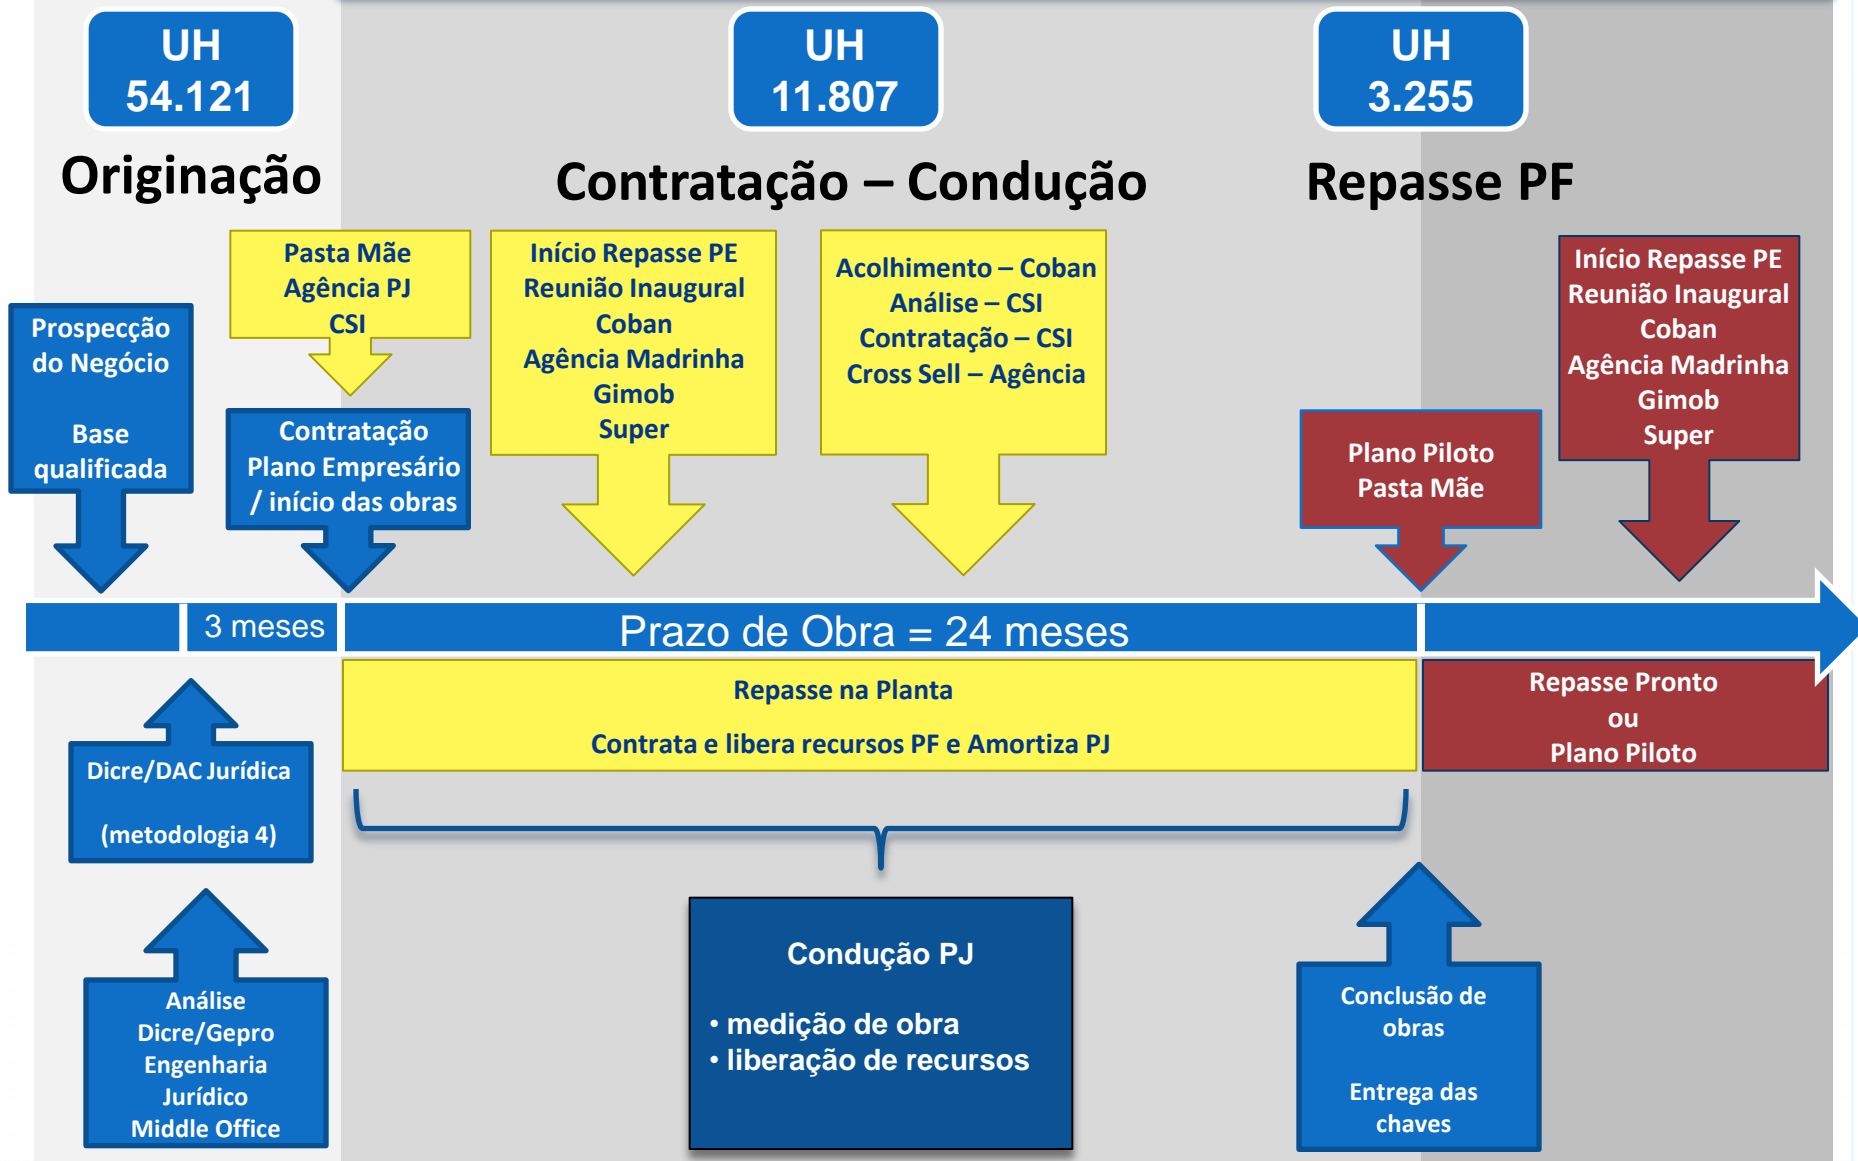 UH
54.121
UH
11.807
UH
3.255
Originação
Contratação – Condução
Repasse PF
Prospecção
do Negócio
Base
qualificada
Pasta Mãe
Agência PJ
CSI
Contratação
Plano Empresário
/ início das obras
Início Repasse PE
Reunião Inaugural
Coban
Agência Madrinha
Gimob
Super
Acolhimento – Coban
Análise – CSI
Contratação – CSI
Cross Sell – Agência
Plano Piloto
Pasta Mãe
Início Repasse PE
Reunião Inaugural
Coban
Agência Madrinha
Gimob
Super
3 meses
Prazo de Obra = 24 meses
Repasse na Planta
Contrata e libera recursos PF e Amortiza PJ
Repasse Pronto
ou
Plano Piloto
Dicre/DAC Jurídica
(metodologia 4)
Análise
Dicre/Gepro
Engenharia
Jurídico
Middle Office
Condução PJ
• medição de obra
• liberação de recursos
Conclusão de
obras
Entrega das
chaves